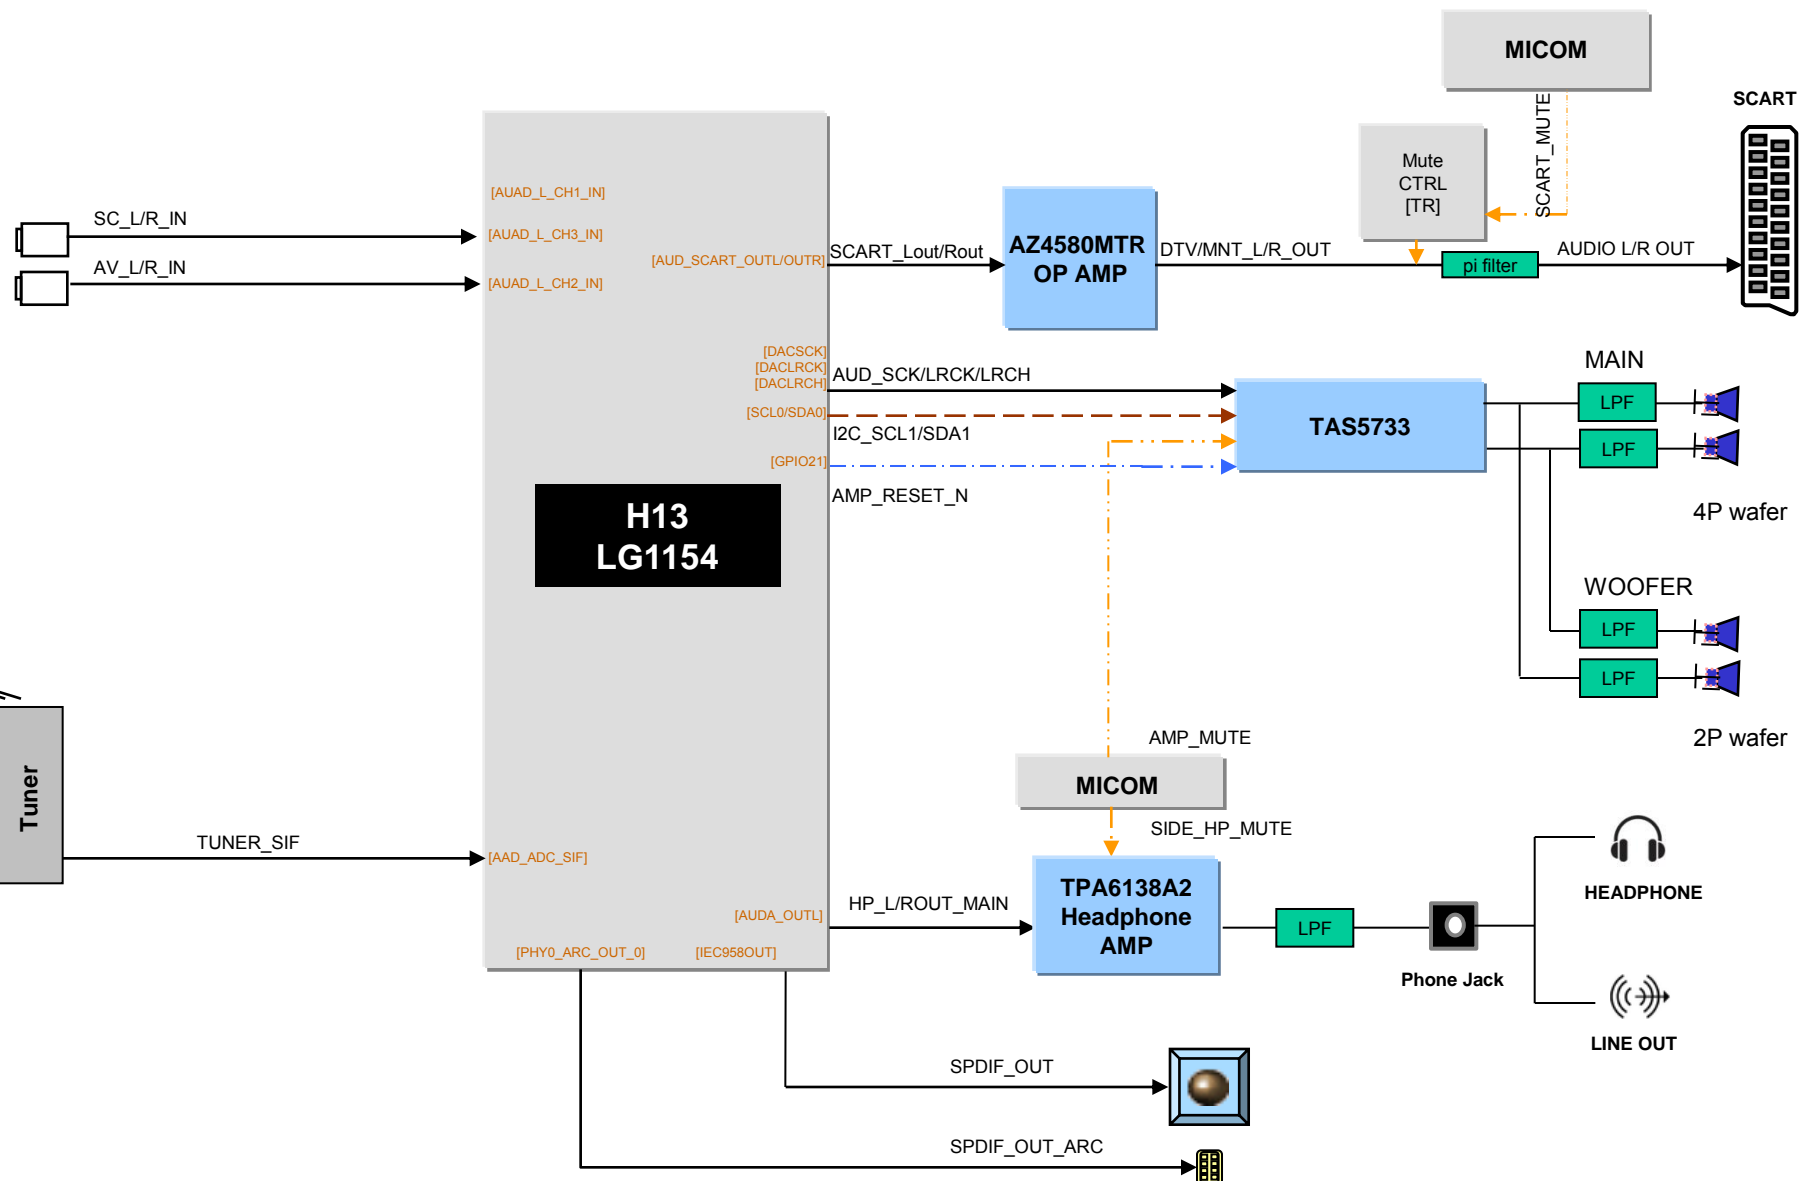 MICOM
SCART
SCART_MUTE
Mute
CTRL
[TR]
[AUAD_L_CH1_IN]
SC_L/R_IN
[AUAD_L_CH3_IN]
AV_L/R_IN
[AUAD_L_CH2_IN]
[AUD_SCART_OUTL/OUTR]
SCART_Lout/Rout
AZ4580MTR
OP AMP
DTV/MNT_L/R_OUT
pi filter
AUDIO L/R OUT
[DACSCK]
[DACLRCK]
[DACLRCH]
AUD_SCK/LRCK/LRCH
[SCL0/SDA0]
I2C_SCL1/SDA1
[GPIO21]
AMP_RESET_N
TAS5733
MAIN
LPF
LPF
4P wafer
H13
LG1154
WOOFER
LPF
LPF
2P wafer
AMP_MUTE
MICOM
SIDE_HP_MUTE
Tuner
TUNER_SIF
[AAD_ADC_SIF]
[AUDA_OUTL]
HP_L/ROUT_MAIN
TPA6138A2
Headphone
AMP
LPF
Phone Jack
HEADPHONE
LINE OUT
[PHY0_ARC_OUT_0]
[IEC958OUT]
SPDIF_OUT
SPDIF_OUT_ARC